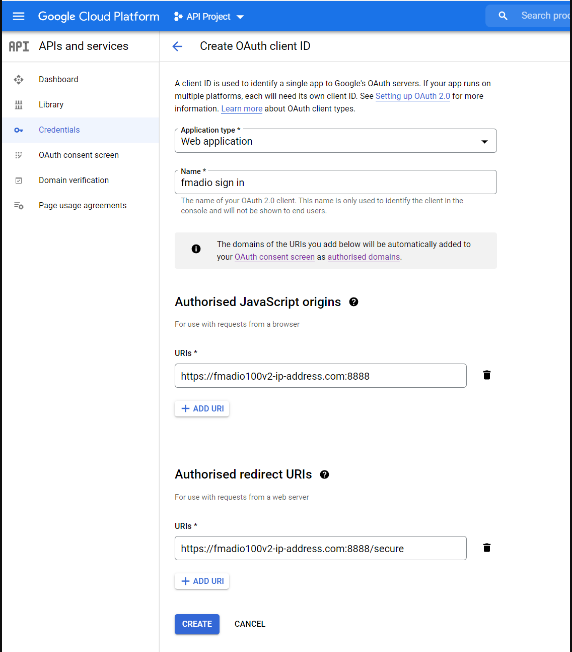 Google Cloud Platform
API Project
Search proc
API APIs and services
Create OAuth client ID
Dashboard
Library
Credentials
OAuth consent screen
Domain verification
Page usage agreements
A client ID is used to identify a single app to Google's OAuth servers. If your app runs on
multiple platforms, each will need its own client ID. See Setting up OAuth 2.0 for more
information. Learn more about OAuth client types.
Application type *
Web application
Name *
fmadio sign in
The name of your OAuth 2.0 client. This name is only used to identify the client in the
console and will not be shown to end users.
The domains of the URIs you add below will be automatically added to
your OAuth consent screen as authorised domains.
Authorised JavaScript origins
For use with requests from a browser
URIs *
https://fmadio100v2-ip-address.com:8888
+ ADD URI
Authorised redirect URIs
For use with requests from a web server
URIs *
https://fmadio100v2-ip-address.com:8888/secure
+ ADD URI
CREATE
CANCEL